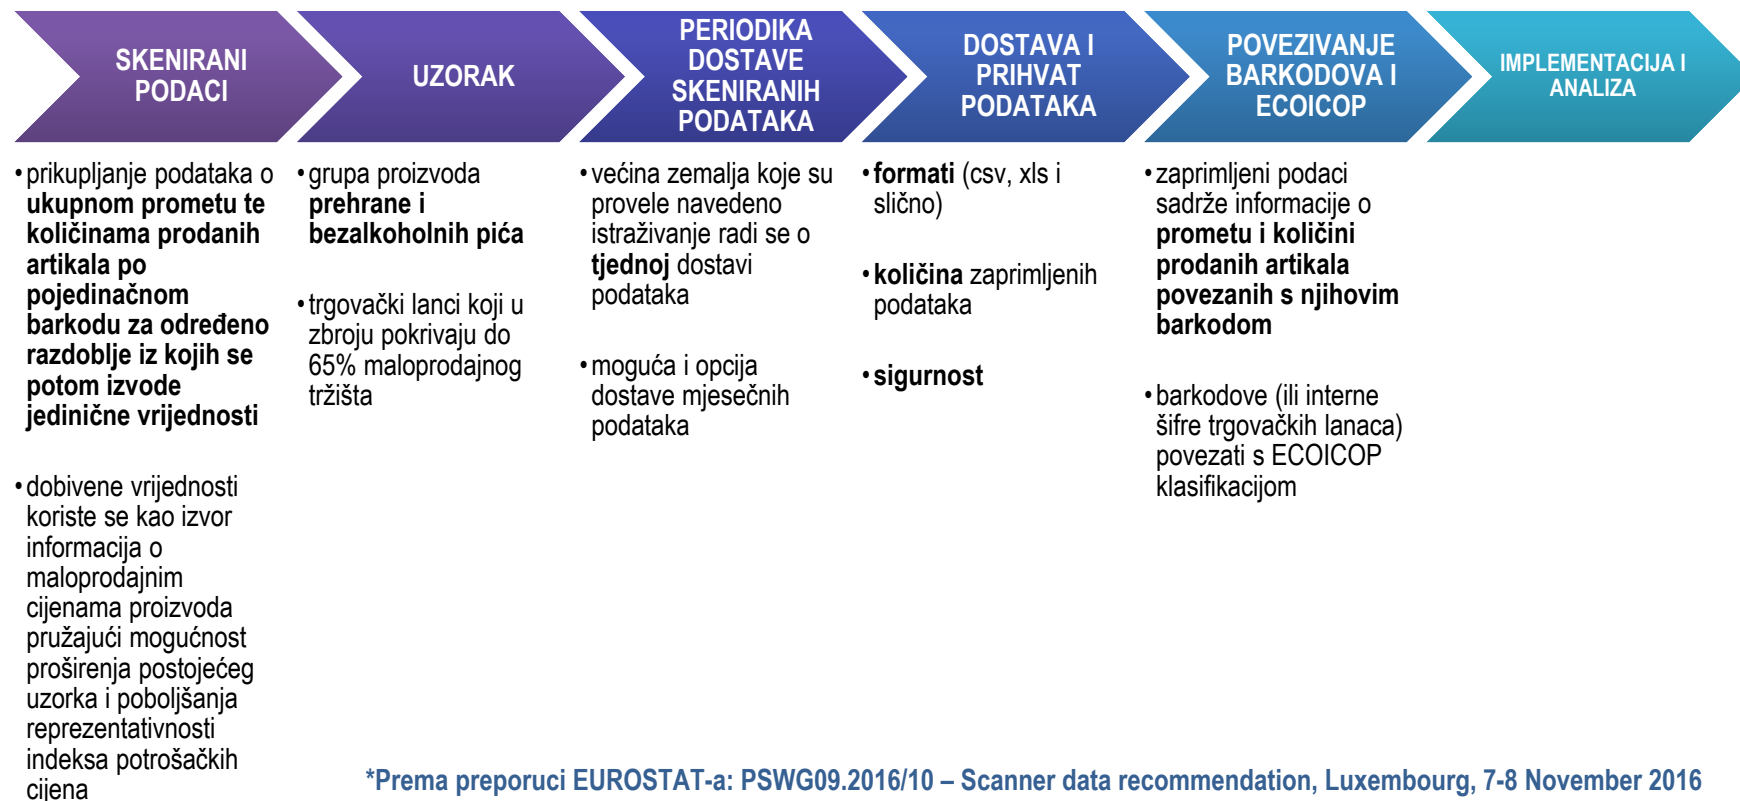 SKENIRANI
PODACI
UZORAK
PERIODIKA
DOSTAVE
SKENIRANIH
PODATAKA
DOSTAVA I
PRIHVAT
PODATAKA
POVEZIVANJE
BARKODOVA I
ECOICOP
IMPLEMENTACIJA I
ANALIZA
•prikupljanje podataka o
ukupnom prometu te
količinama prodanih
artikala po
pojedinačnom
barkodu za određeno
razdoblje iz kojih se
potom izvode
jedinične vrijednosti
•dobivene vrijednosti
koriste se kao izvor
informacija o
maloprodajnim
cijenama proizvoda
pružajući mogućnost
proširenja postojećeg
uzorka i poboljšanja
reprezentativnosti
indeksa potrošačkih
cijena
•grupa proizvoda
prehrane i
bezalkoholnih pića
•trgovački lanci koji u
zbroju pokrivaju do
65% maloprodajnog
tržišta
•većina zemalja koje su
provele navedeno
istraživanje radi se o
tjednoj dostavi
podataka
•moguća i opcija
dostave mjesečnih
podataka
•formati (csv, xls i
slično)
•količina zaprimljenih
podataka
•sigurnost
•zaprimljeni podaci
sadrže informacije o
prometu i količini
prodanih artikala
povezanih s njihovim
barkodom
•barkodove (ili interne
šifre trgovačkih lanaca)
povezati s ECOICOP
klasifikacijom
*Prema preporuci EUROSTAT-a: PSWG09.2016/10 – Scanner data recommendation, Luxembourg, 7-8 November 2016